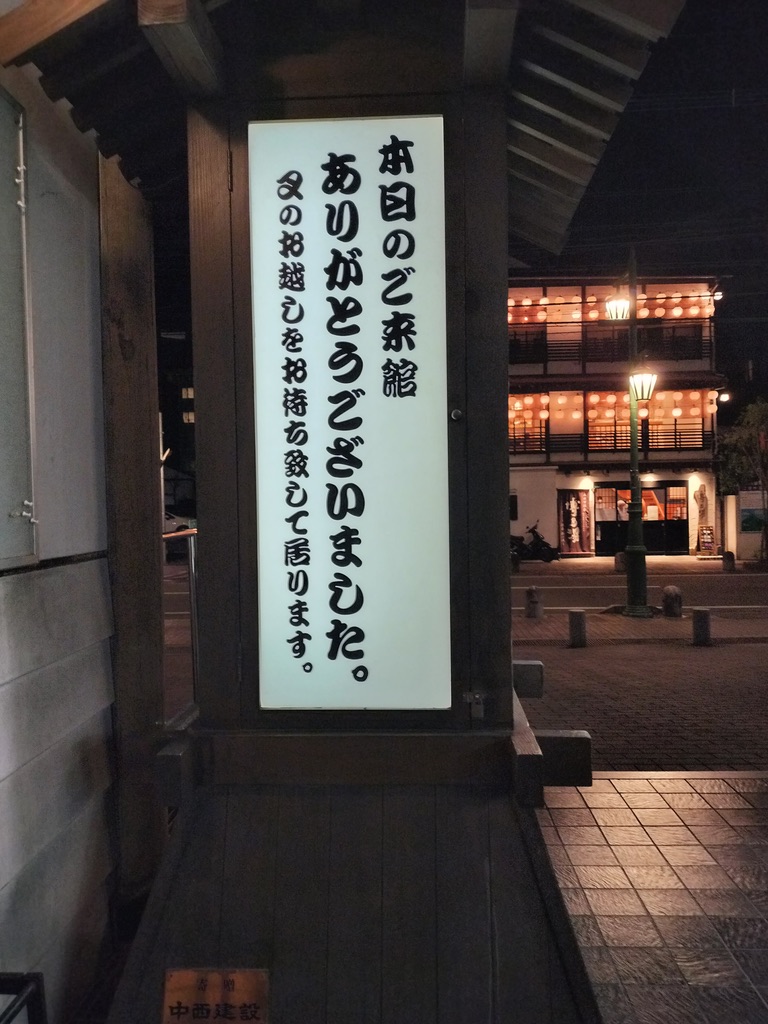 本日のご来館
ありがとうございました。
又のお越しをお待ち致して居ります。
寄贈
中西建設